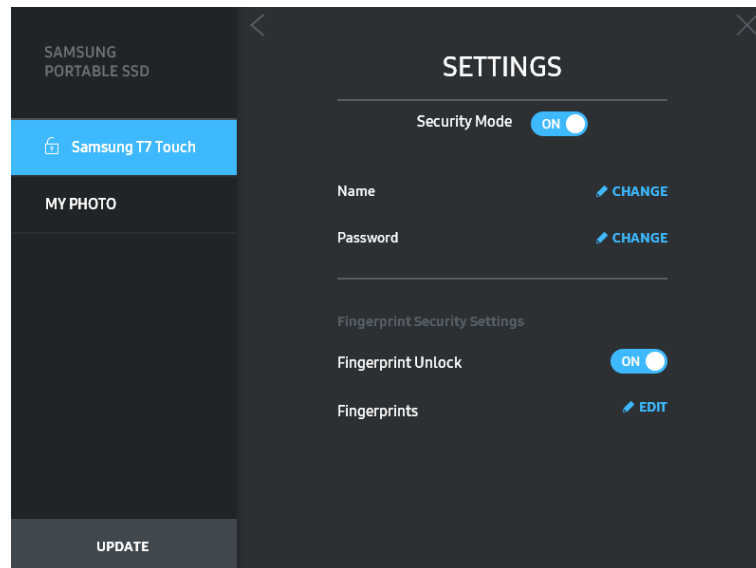 SAMSUNG
PORTABLE SSD
Samsung T7 Touch
MY PHOTO
UPDATE
SETTINGS
Security Mode ON
Name CHANGE
Password CHANGE
Fingerprint Security Settings
Fingerprint Unlock ON
Fingerprints EDIT